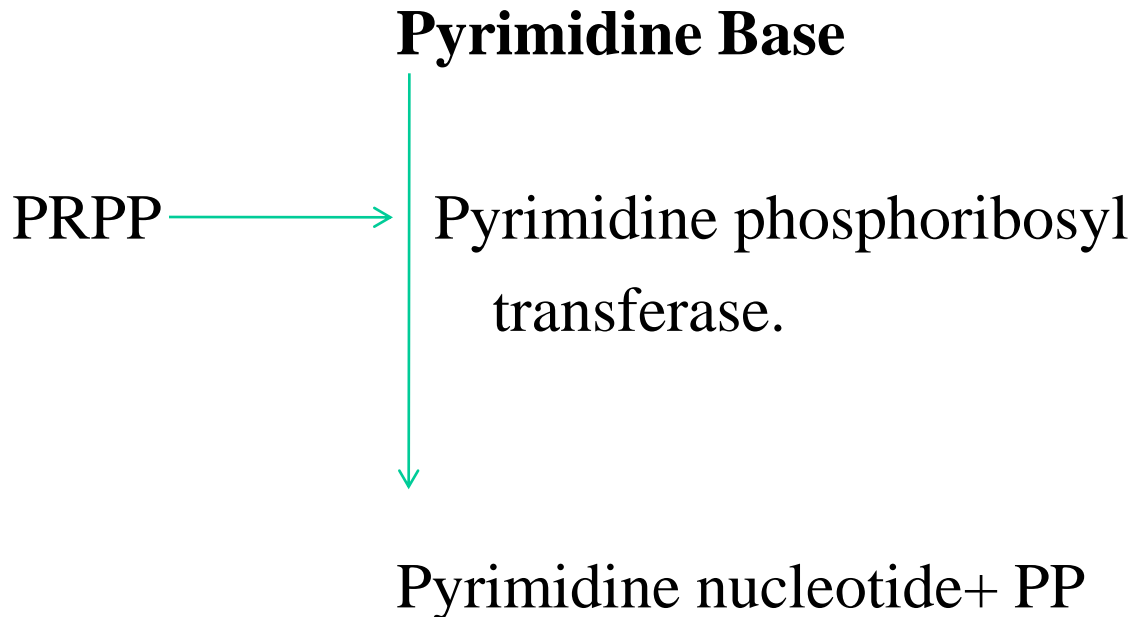 Pyrimidine Base
PRPP Pyrimidine phosphoribosyl
transferase.
Pyrimidine nucleotide+ PP